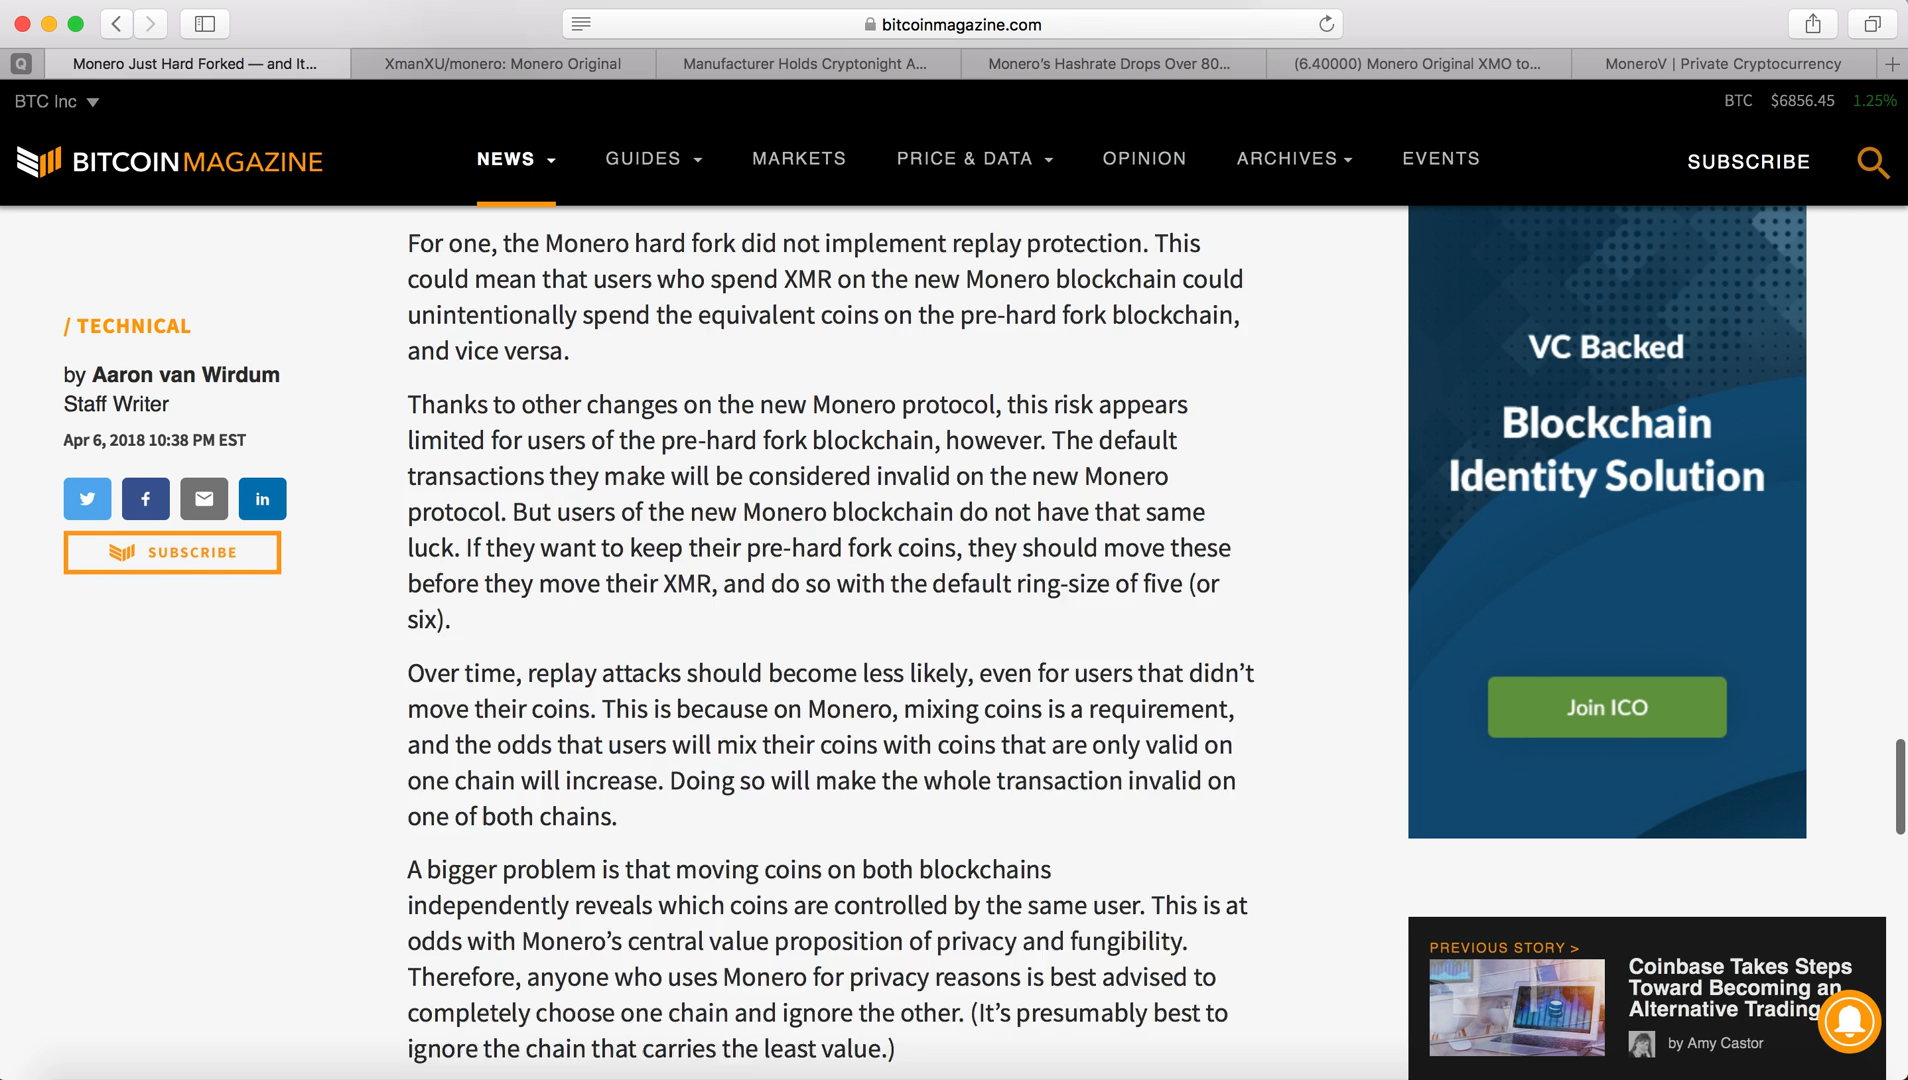 bitcoinmagazine.com
Q
Monero Just Hard Forked — and It...
XmanXU/monero: Monero Original
Manufacturer Holds Cryptonight A...
Monero's Hashrate Drops Over 80...
(6.40000) Monero Original XMO to...
MoneroV | Private Cryptocurrency
BTC Inc
BTC $6856.45 1.25%
BITCOINMAGAZINE
NEWS
GUIDES
MARKETS
PRICE & DATA
OPINION
ARCHIVES
EVENTS
SUBSCRIBE
/ TECHNICAL
by Aaron van Wirdum
Staff Writer
Apr 6, 2018 10:38 PM EST
f
in
SUBSCRIBE
For one, the Monero hard fork did not implement replay protection. This
could mean that users who spend XMR on the new Monero blockchain could
unintentionally spend the equivalent coins on the pre-hard fork blockchain,
and vice versa.
Thanks to other changes on the new Monero protocol, this risk appears
limited for users of the pre-hard fork blockchain, however. The default
transactions they make will be considered invalid on the new Monero
protocol. But users of the new Monero blockchain do not have that same
luck. If they want to keep their pre-hard fork coins, they should move these
before they move their XMR, and do so with the default ring-size of five (or
six).
Over time, replay attacks should become less likely, even for users that didn't
move their coins. This is because on Monero, mixing coins is a requirement,
and the odds that users will mix their coins with coins that are only valid on
one chain will increase. Doing so will make the whole transaction invalid on
one of both chains.
A bigger problem is that moving coins on both blockchains
independently reveals which coins are controlled by the same user. This is at
odds with Monero's central value proposition of privacy and fungibility.
Therefore, anyone who uses Monero for privacy reasons is best advised to
completely choose one chain and ignore the other. (It's presumably best to
ignore the chain that carries the least value.)
VC Backed
Blockchain
Identity Solution
Join ICO
PREVIOUS STORY >
Coinbase Takes Steps
Toward Becoming an
Alternative Trading
by Amy Castor